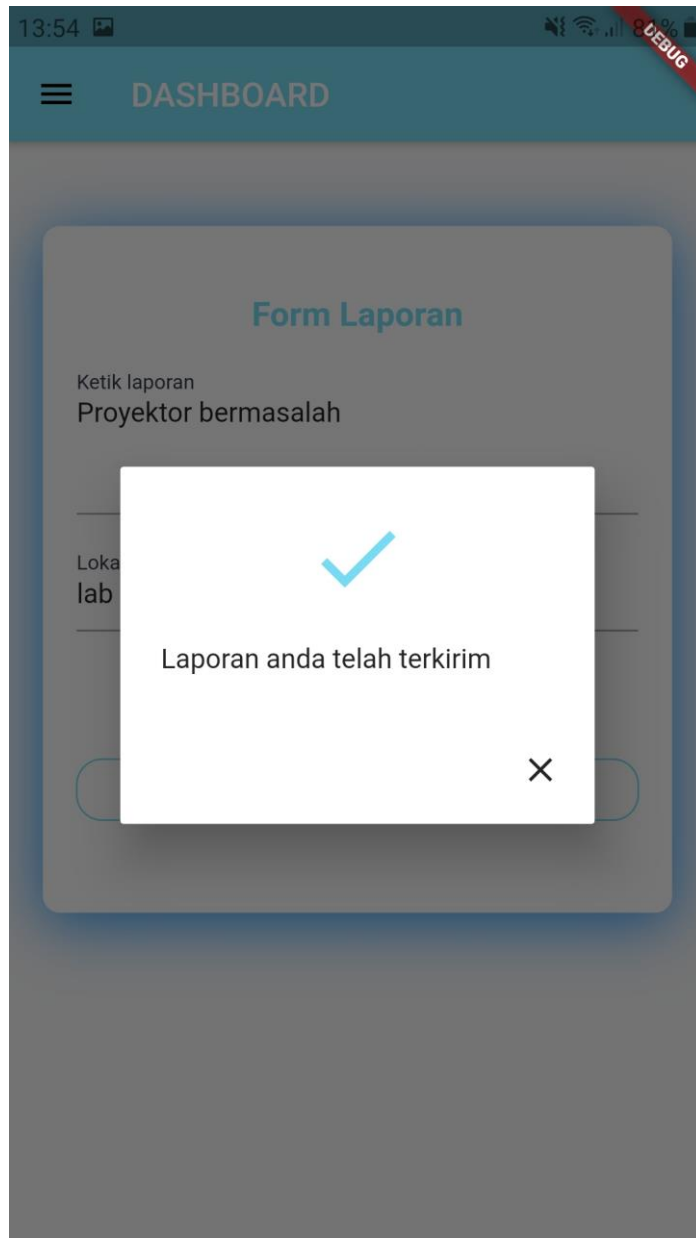 13:54
DEBUG
DASHBOARD
Form Laporan
Ketik laporan
Proyektor bermasalah
Loka
lab
Laporan anda telah terkirim